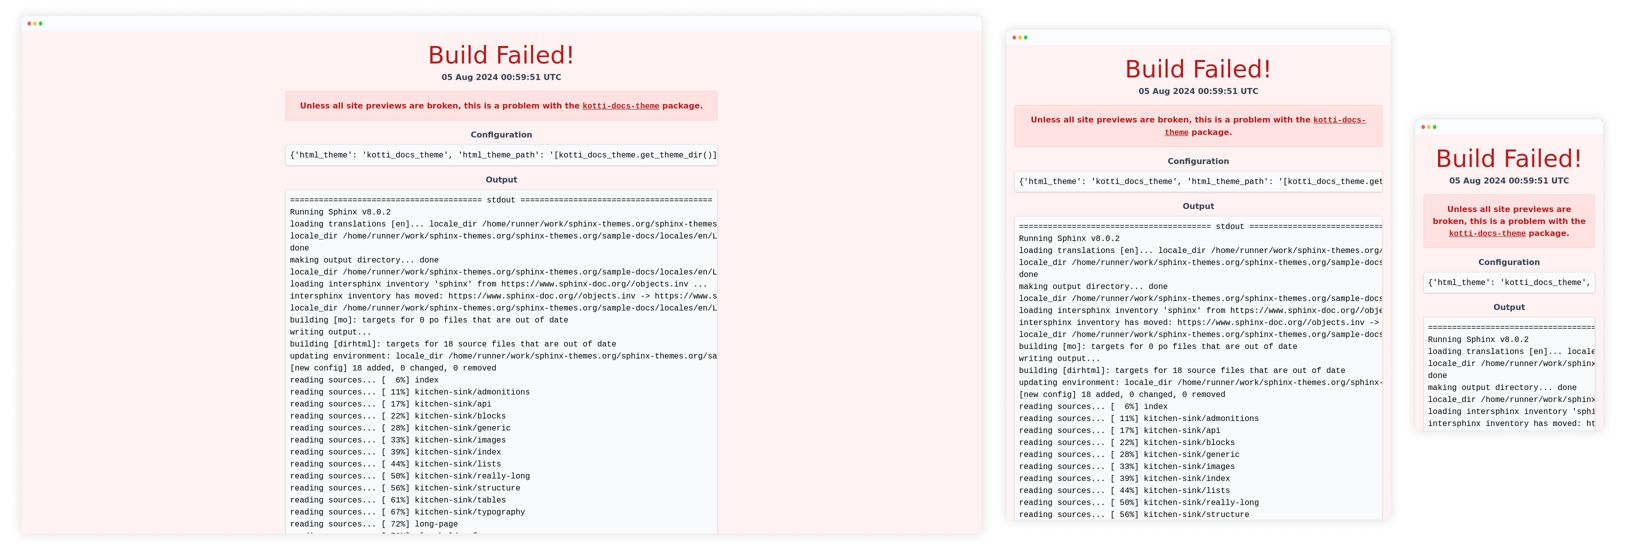 Build Failed!
05 Aug 2024 00:59:51 UTC
Unless all site previews are broken, this is a problem with the kotti-docs-theme package.
Configuration
{'html_theme': 'kotti_docs_theme', 'html_theme_path': '[kotti_docs_theme.get_theme_dir()]
Output
======================================== stdout ========================================
Running Sphinx v8.0.2
loading translations [en]... locale_dir /home/runner/work/sphinx-themes.org/sphinx-themes
locale_dir /home/runner/work/sphinx-themes.org/sphinx-themes.org/sample-docs/locales/en/L
done
making output directory... done
locale_dir /home/runner/work/sphinx-themes.org/sphinx-themes.org/sample-docs/locales/en/L
loading intersphinx inventory 'sphinx' from https://www.sphinx-doc.org//objects.inv ...
intersphinx inventory has moved: https://www.sphinx-doc.org//objects.inv -> https://www.s
locale_dir /home/runner/work/sphinx-themes.org/sphinx-themes.org/sample-docs/locales/en/L
building [mo]: targets for 0 po files that are out of date
writing output...
building [dirhtml]: targets for 18 source files that are out of date
updating environment: locale_dir /home/runner/work/sphinx-themes.org/sphinx-themes.org/sa
[new config] 18 added, 0 changed, 0 removed
reading sources... [  6%] index
reading sources... [ 11%] kitchen-sink/admonitions
reading sources... [ 17%] kitchen-sink/api
reading sources... [ 22%] kitchen-sink/blocks
reading sources... [ 28%] kitchen-sink/generic
reading sources... [ 33%] kitchen-sink/images
reading sources... [ 39%] kitchen-sink/index
reading sources... [ 44%] kitchen-sink/lists
reading sources... [ 50%] kitchen-sink/really-long
reading sources... [ 56%] kitchen-sink/structure
reading sources... [ 61%] kitchen-sink/tables
reading sources... [ 67%] kitchen-sink/typography
reading sources... [ 72%] long-page
Build Failed!
05 Aug 2024 00:59:51 UTC
Unless all site previews are broken, this is a problem with the kotti-docs-
theme package.
Configuration
{'html_theme': 'kotti_docs_theme', 'html_theme_path': '[kotti_docs_theme.get
Output
======================================== stdout ============================
Running Sphinx v8.0.2
loading translations [en]... locale_dir /home/runner/work/sphinx-themes.org/
locale_dir /home/runner/work/sphinx-themes.org/sphinx-themes.org/sample-docs
done
making output directory... done
locale_dir /home/runner/work/sphinx-themes.org/sphinx-themes.org/sample-docs
loading intersphinx inventory 'sphinx' from https://www.sphinx-doc.org//obje
intersphinx inventory has moved: https://www.sphinx-doc.org//objects.inv ->
locale_dir /home/runner/work/sphinx-themes.org/sphinx-themes.org/sample-docs
building [mo]: targets for 0 po files that are out of date
writing output...
building [dirhtml]: targets for 18 source files that are out of date
updating environment: locale_dir /home/runner/work/sphinx-themes.org/sphinx-
[new config] 18 added, 0 changed, 0 removed
reading sources... [  6%] index
reading sources... [ 11%] kitchen-sink/admonitions
reading sources... [ 17%] kitchen-sink/api
reading sources... [ 22%] kitchen-sink/blocks
reading sources... [ 28%] kitchen-sink/generic
reading sources... [ 33%] kitchen-sink/images
reading sources... [ 39%] kitchen-sink/index
reading sources... [ 44%] kitchen-sink/lists
reading sources... [ 50%] kitchen-sink/really-long
reading sources... [ 56%] kitchen-sink/structure
Build Failed!
05 Aug 2024 00:59:51 UTC
Unless all site previews are
broken, this is a problem with the
kotti-docs-theme package.
Configuration
{'html_theme': 'kotti_docs_theme',
Output
===================================
Running Sphinx v8.0.2
loading translations [en]... locale
locale_dir /home/runner/work/sphinx
done
making output directory... done
locale_dir /home/runner/work/sphinx
loading intersphinx inventory 'sphi
intersphinx inventory has moved: ht